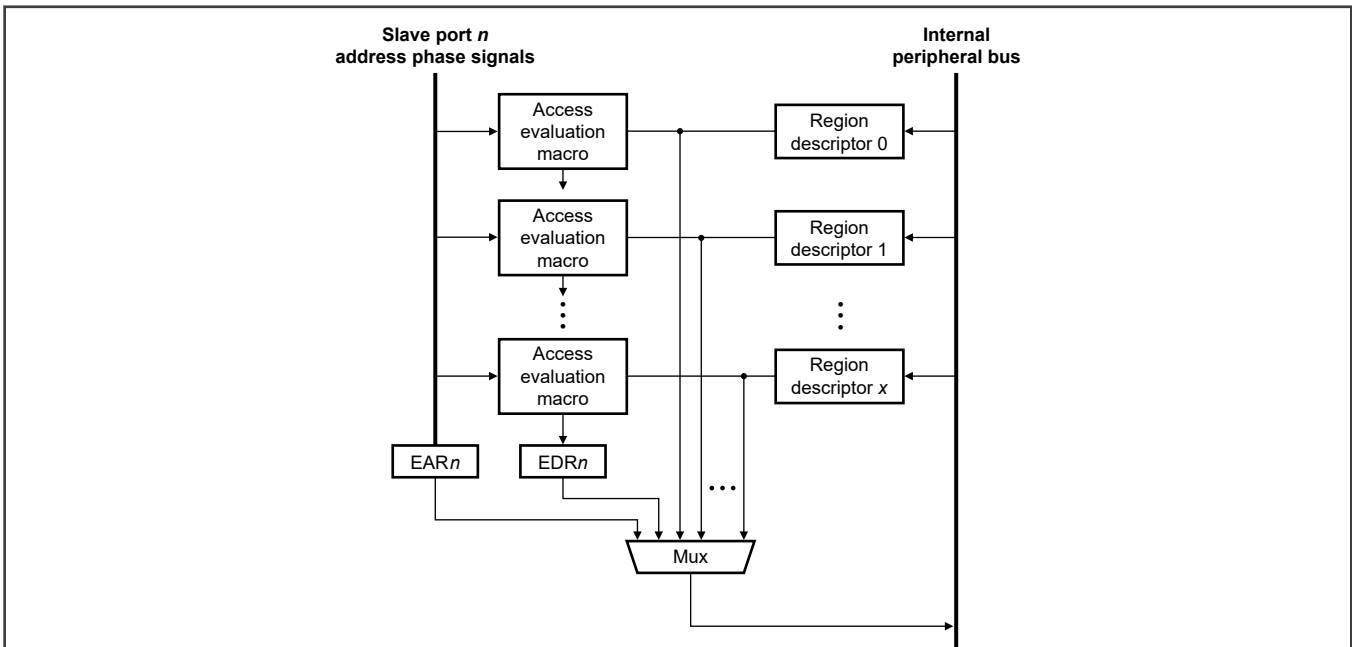 Slave port n
address phase signals
Internal
peripheral bus
Access
evaluation
macro
Region
descriptor 0
Access
evaluation
macro
Region
descriptor 1
Access
evaluation
macro
Region
descriptor x
EARn
EDRn
Mux